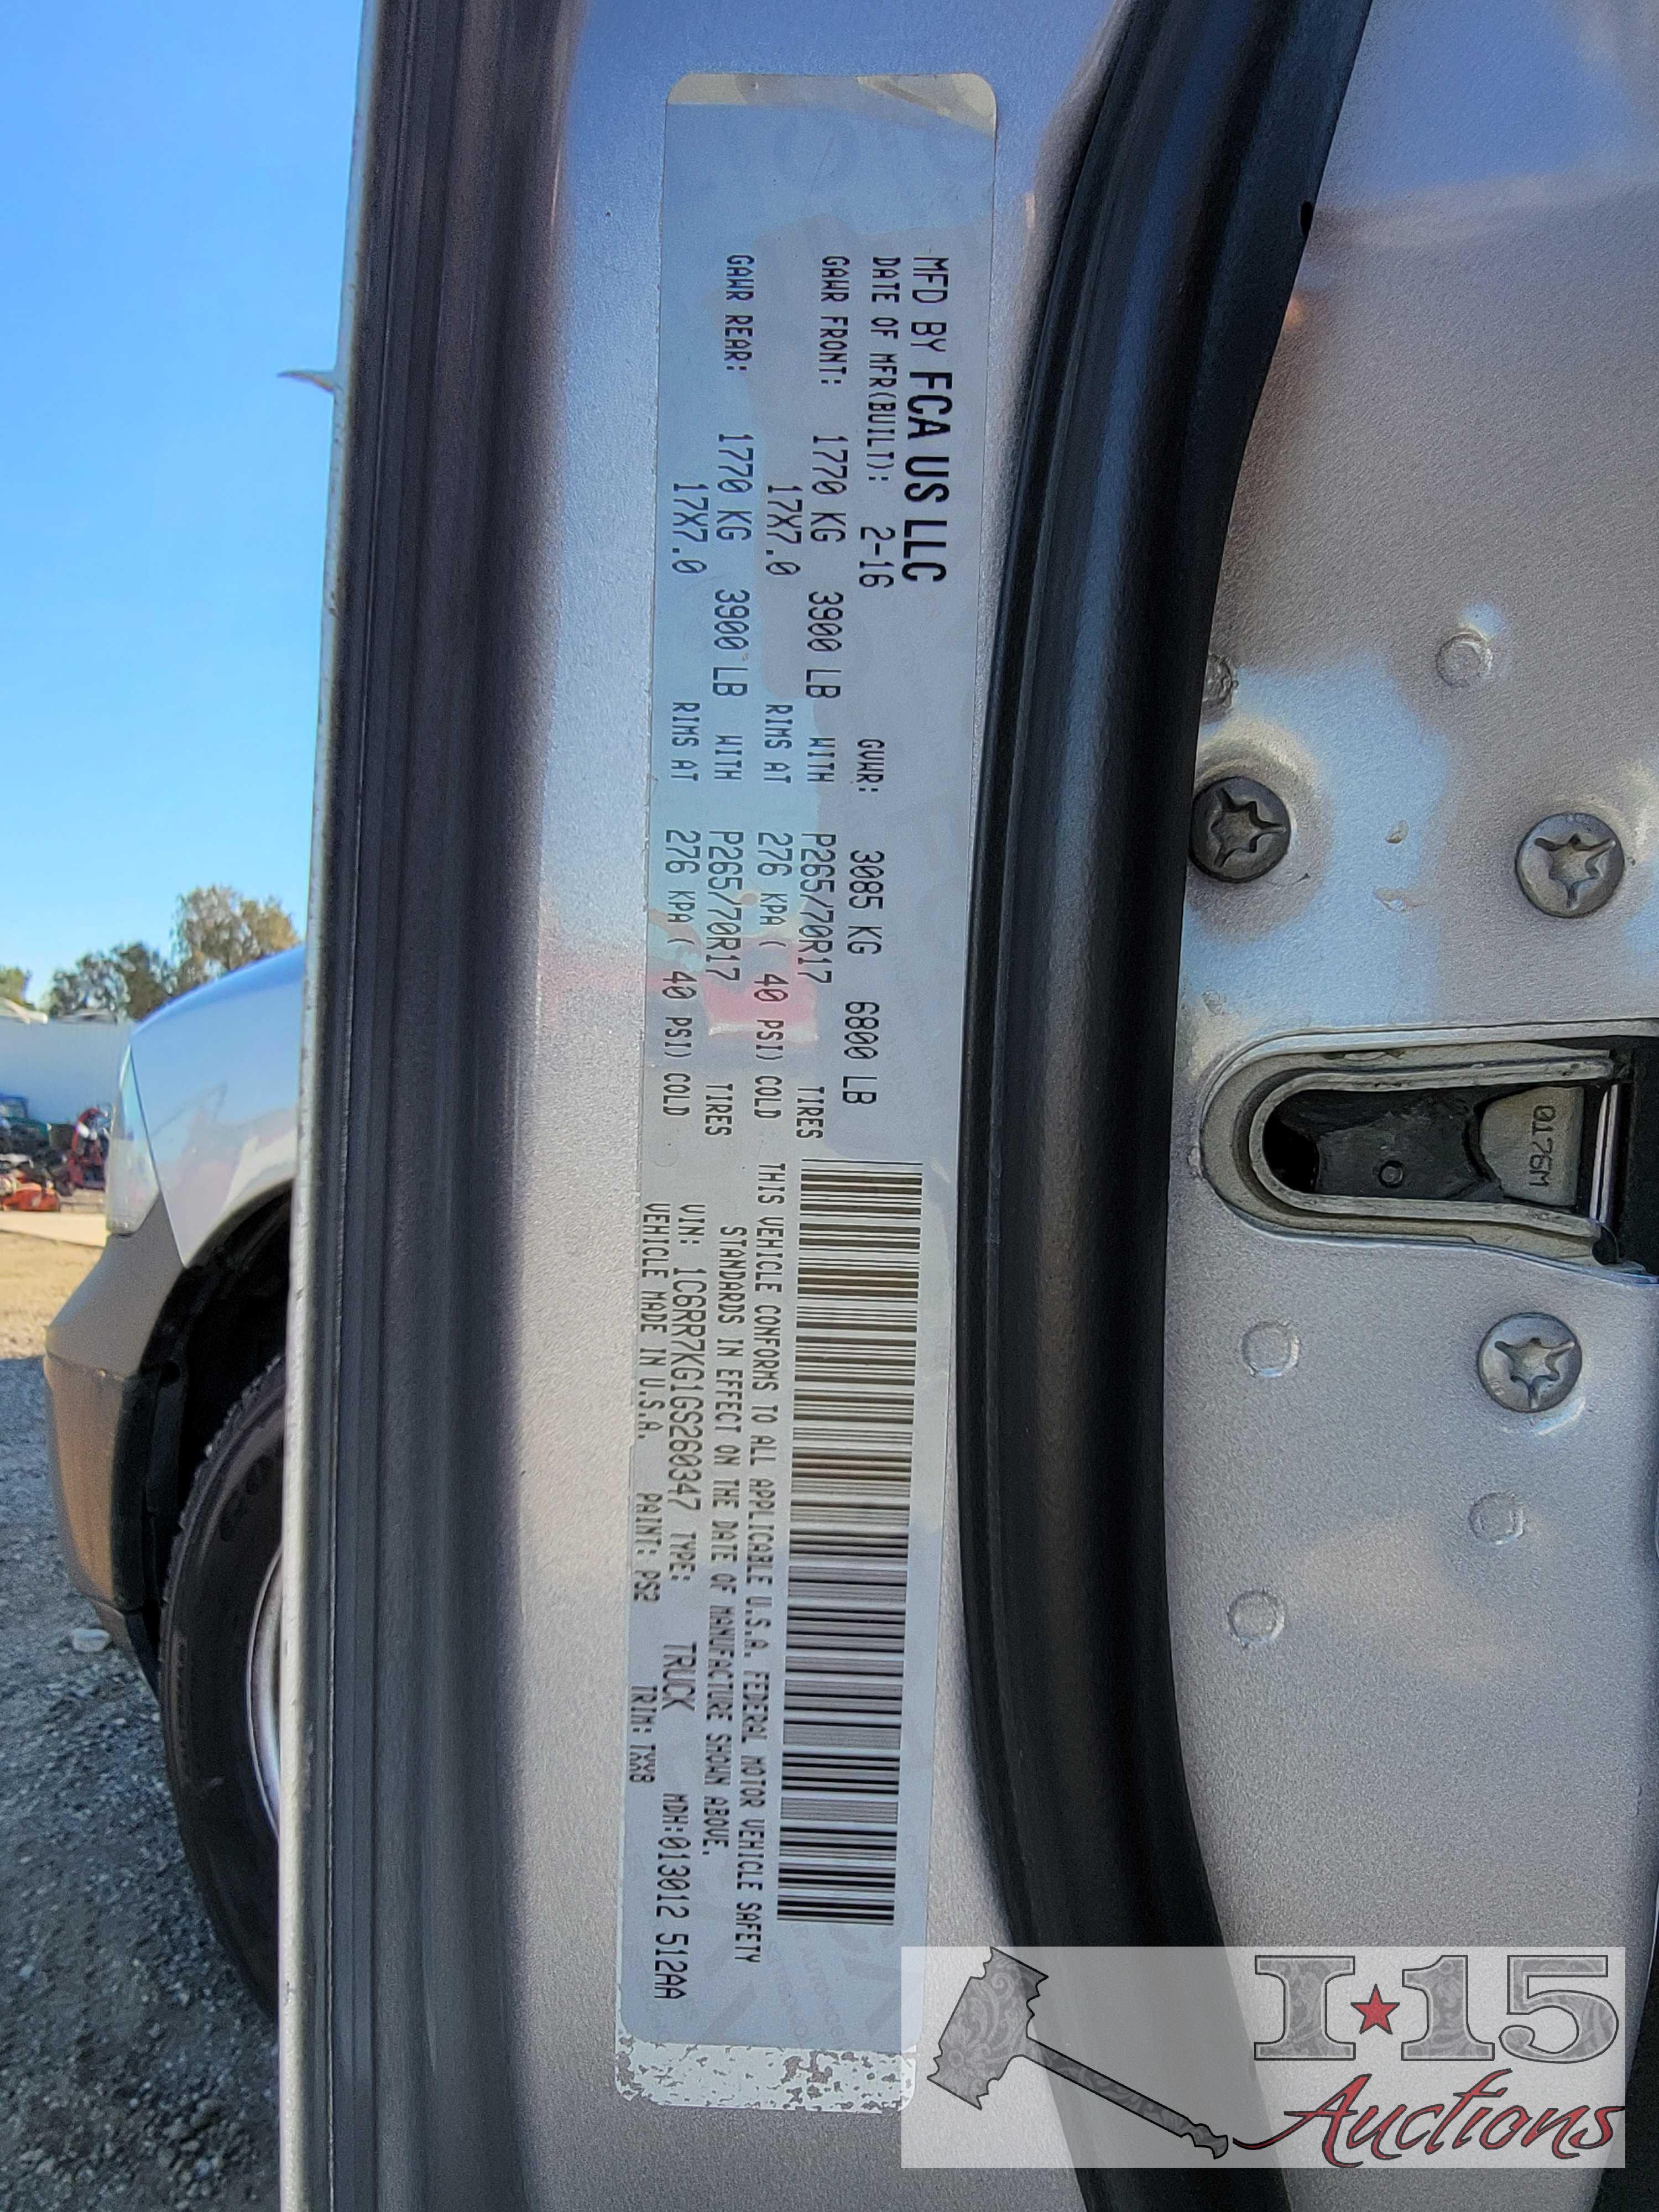 MFD BY FCA US LLC
DATE OF MFR(BUILT): 2-16 GVWR: 3085 KG 6800 LB
GAWR FRONT: 1770 KG 3900 LB WITH P265/70R17 TIRES
17X7.0 RIMS AT 276 KPA( 40 PSI) COLD
GAWR REAR: 1770 KG 3900 LB WITH P265/70R17 TIRES
17X7.0 RIMS AT 276 KPA( 40 PSI) COLD
THIS VEHICLE CONFORMS TO ALL APPLICABLE U.S.A. FEDERAL MOTOR VEHICLE SAFETY
STANDARDS IN EFFECT ON THE DATE OF MANUFACTURE SHOWN ABOVE.
VIN: 1C6RR7KG1GS260347 TYPE: TRUCK MDH:013012 512AA
VEHICLE MADE IN U.S.A. PAINT: PS2 TRIM: TXX8
0176M
I★15
Auctions